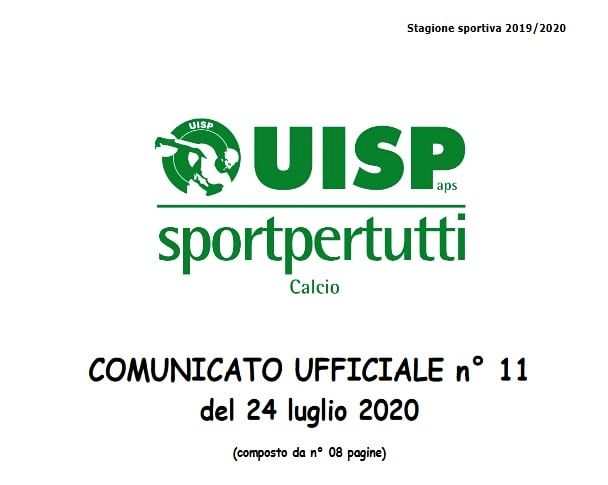 Stagione sportiva 2019/2020
UISP
UISP
aps
sportpertutti
Calcio
COMUNICATO UFFICIALE n° 11
del 24 luglio 2020
(composto da n° 08 pagine)